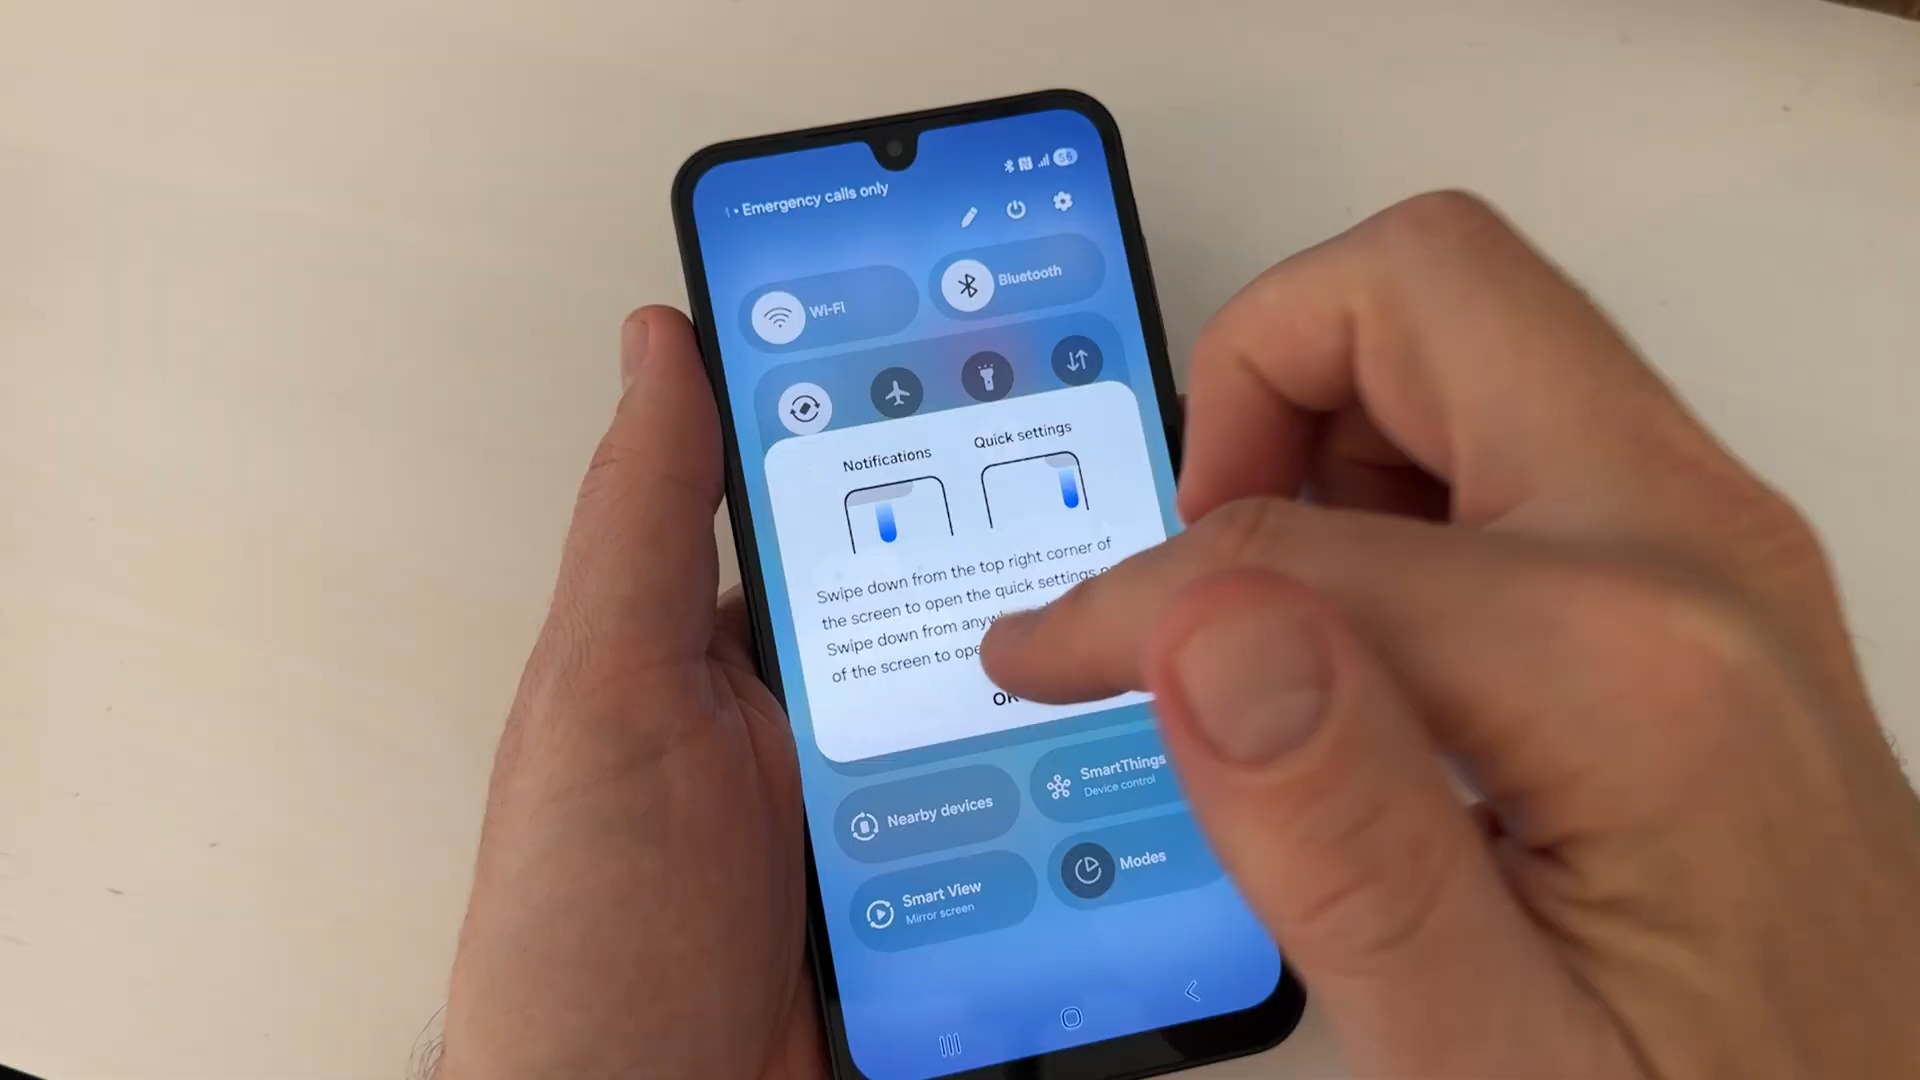 • Emergency calls only
56
Wi-Fi
Bluetooth
Notifications
Quick settings
Swipe down from the top right corner of
the screen to open the quick settings
Swipe down from
of the screen to
OK
Nearby devices
SmartThings
Device control
Smart View
Mirror screen
Modes